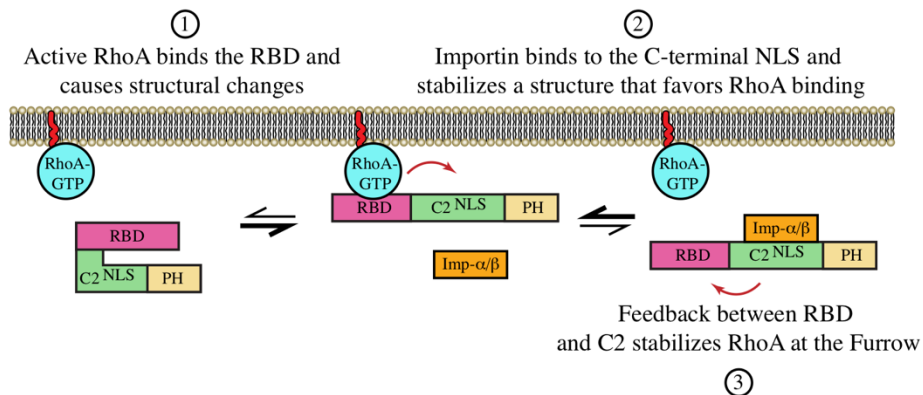 ①
Active RhoA binds the RBD and
causes structural changes
②
Importin binds to the C-terminal NLS and
stabilizes a structure that favors RhoA binding
RhoA-
GTP
RBD
C2 NLS PH
RhoA-
GTP
RBD C2 NLS PH
Imp-α/β
RhoA-
GTP
Imp-α/β
RBD C2 NLS PH
Feedback between RBD
and C2 stabilizes RhoA at the Furrow
③